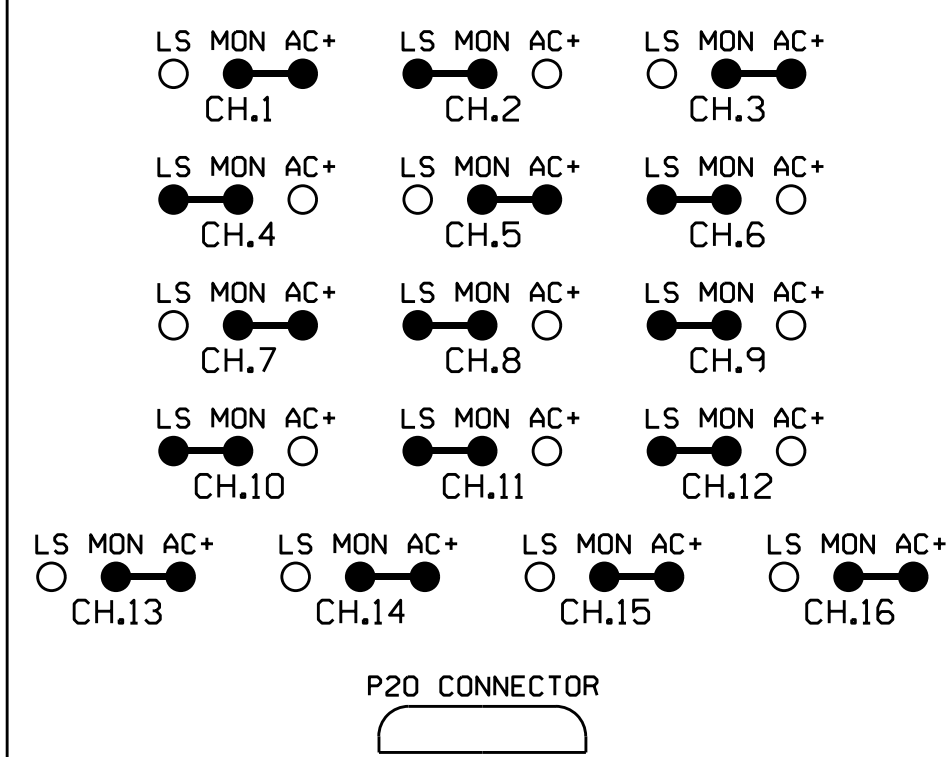 LS MON AC+ LS MON AC+ LS MON AC+
CH.1 CH.2 CH.3
LS MON AC+ LS MON AC+ LS MON AC+
CH.4 CH.5 CH.6
LS MON AC+ LS MON AC+ LS MON AC+
CH.7 CH.8 CH.9
LS MON AC+ LS MON AC+ LS MON AC+
CH.10 CH.11 CH.12
LS MON AC+ LS MON AC+ LS MON AC+ LS MON AC+
CH.13 CH.14 CH.15 CH.16
P20 CONNECTOR